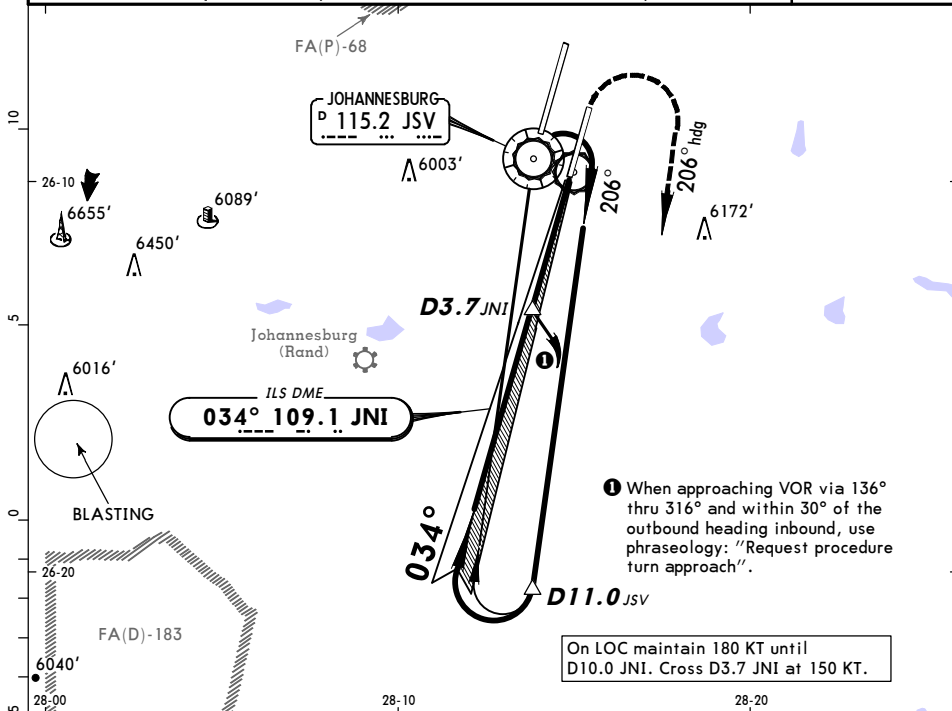 FA(P)-68
JOHANNESBURG
D 115.2 JSV
6003'
10
26-10
6655'
6089'
6450'
206°
206° hdg
6172'
D3.7 JNI
5
Johannesburg
(Rand)
1
6016'
ILS DME
034° 109.1 JNI
BLASTING
0
034°
1 When approaching VOR via 136°
thru 316° and within 30° of the
outbound heading inbound, use
phraseology: "Request procedure
turn approach".
26-20
D11.0 JSV
FA(D)-183
6040'
On LOC maintain 180 KT until
D10.0 JNI. Cross D3.7 JNI at 150 KT.
5
28-00
28-10
28-20